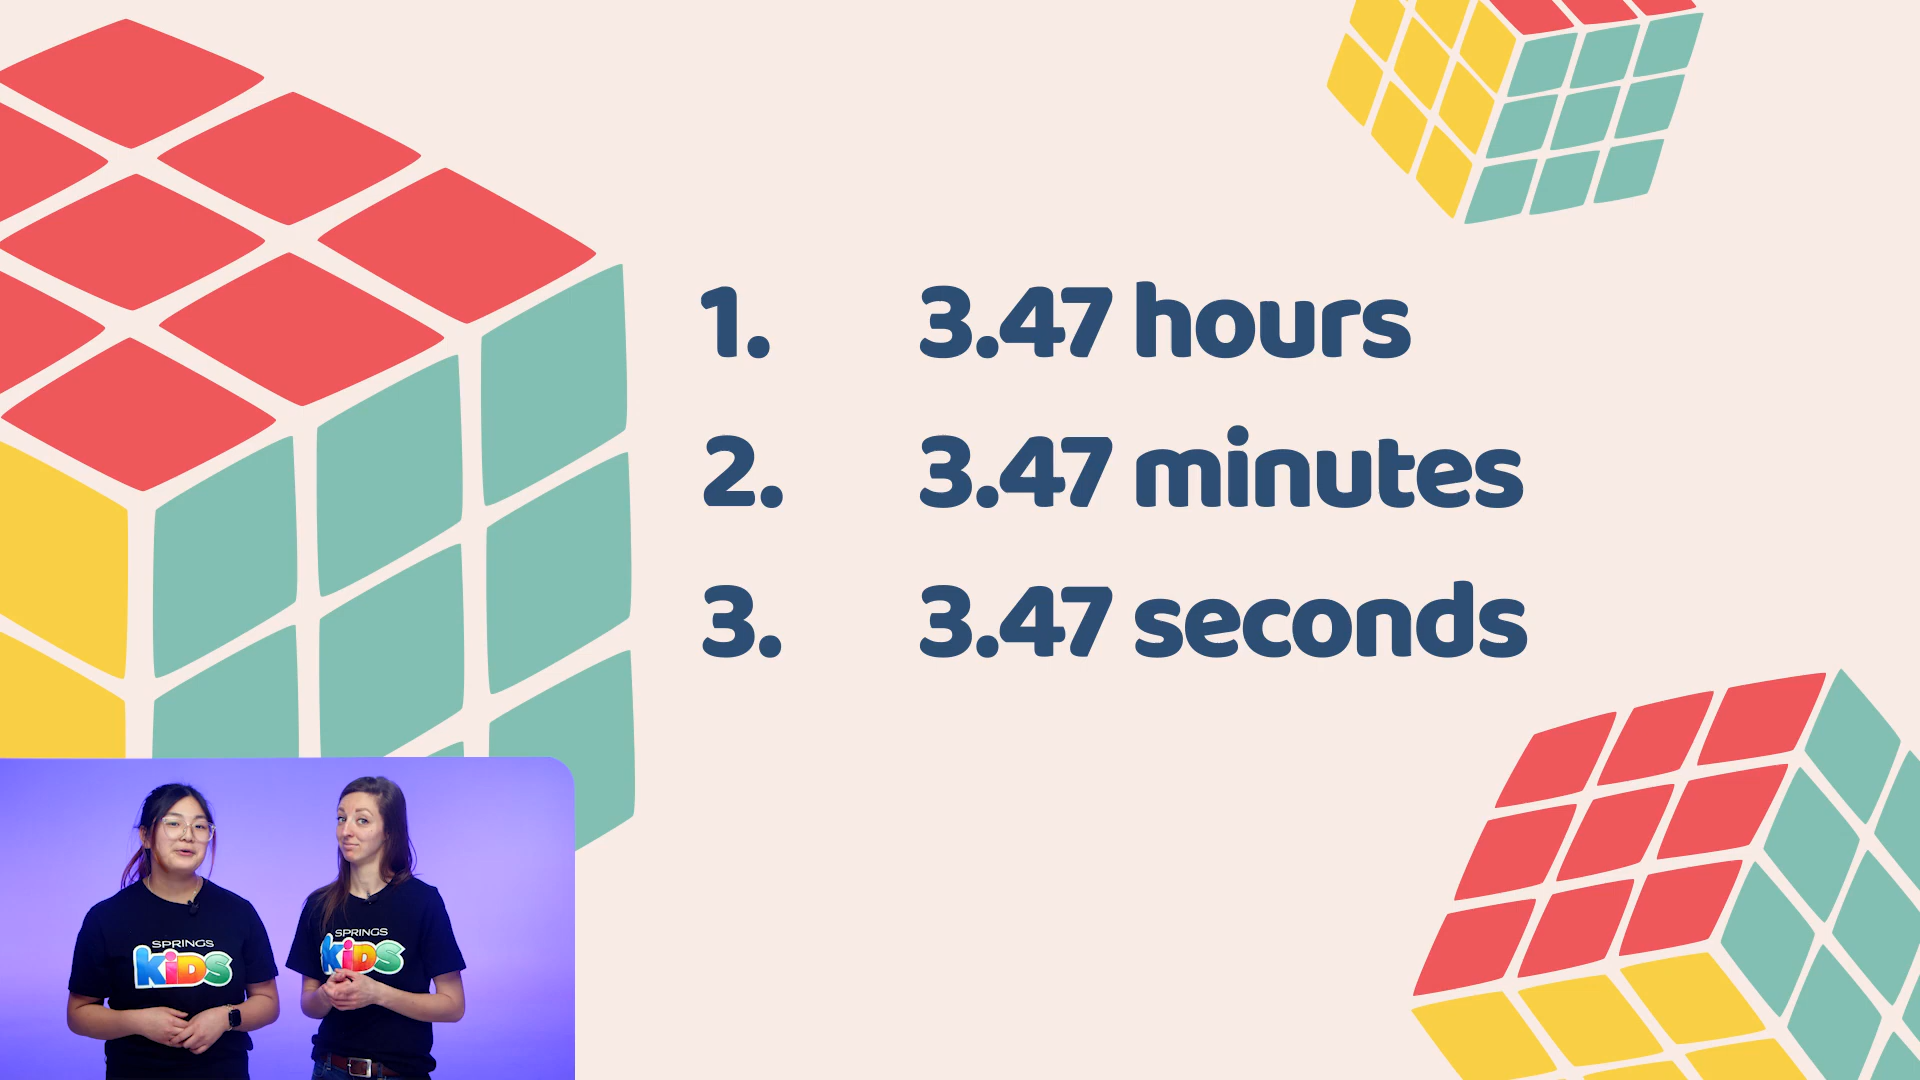 1. 3.47 hours
2. 3.47 minutes
3. 3.47 seconds
SPRINGS
KiDS
SPRINGS
KiDS